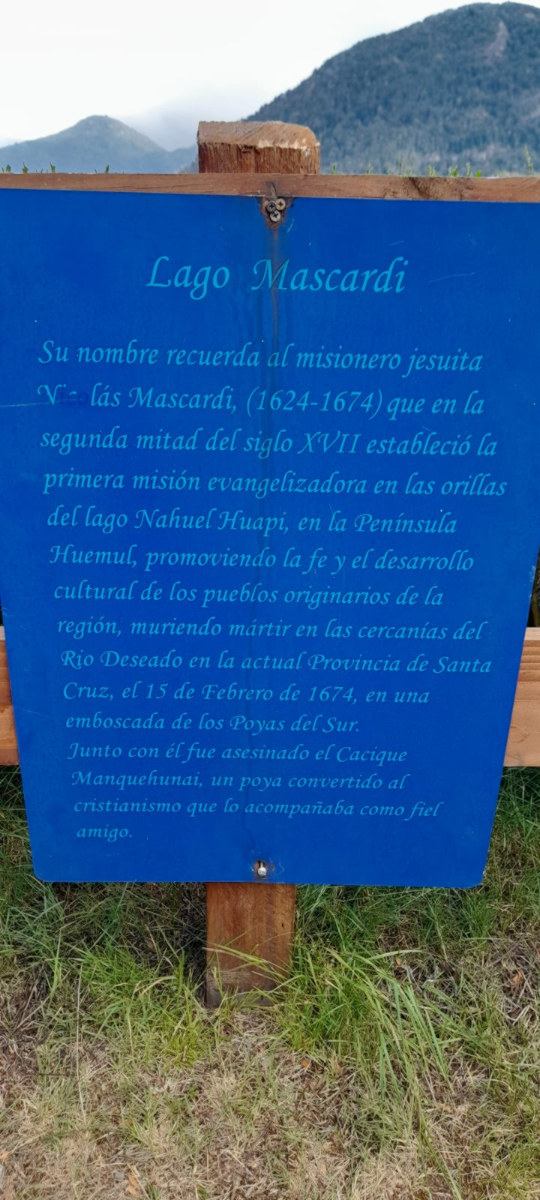 Lago Mascardi
Su nombre recuerda al misionero jesuita
Nicolás Mascardi, (1624-1674) que en la
segunda mitad del siglo XVII estableció la
primera misión evangelizadora en las orillas
del lago Nahuel Huapi, en la Península
Huemul, promoviendo la fe y el desarrollo
cultural de los pueblos originarios de la
región, muriendo mártir en las cercanías del
Rio Deseado en la actual Provincia de Santa
Cruz, el 15 de Febrero de 1674, en una
emboscada de los Poyas del Sur.
Junto con él fue asesinado el Cacique
Manquehunai, un poya convertido al
cristianismo que lo acompañaba como fiel
amigo.